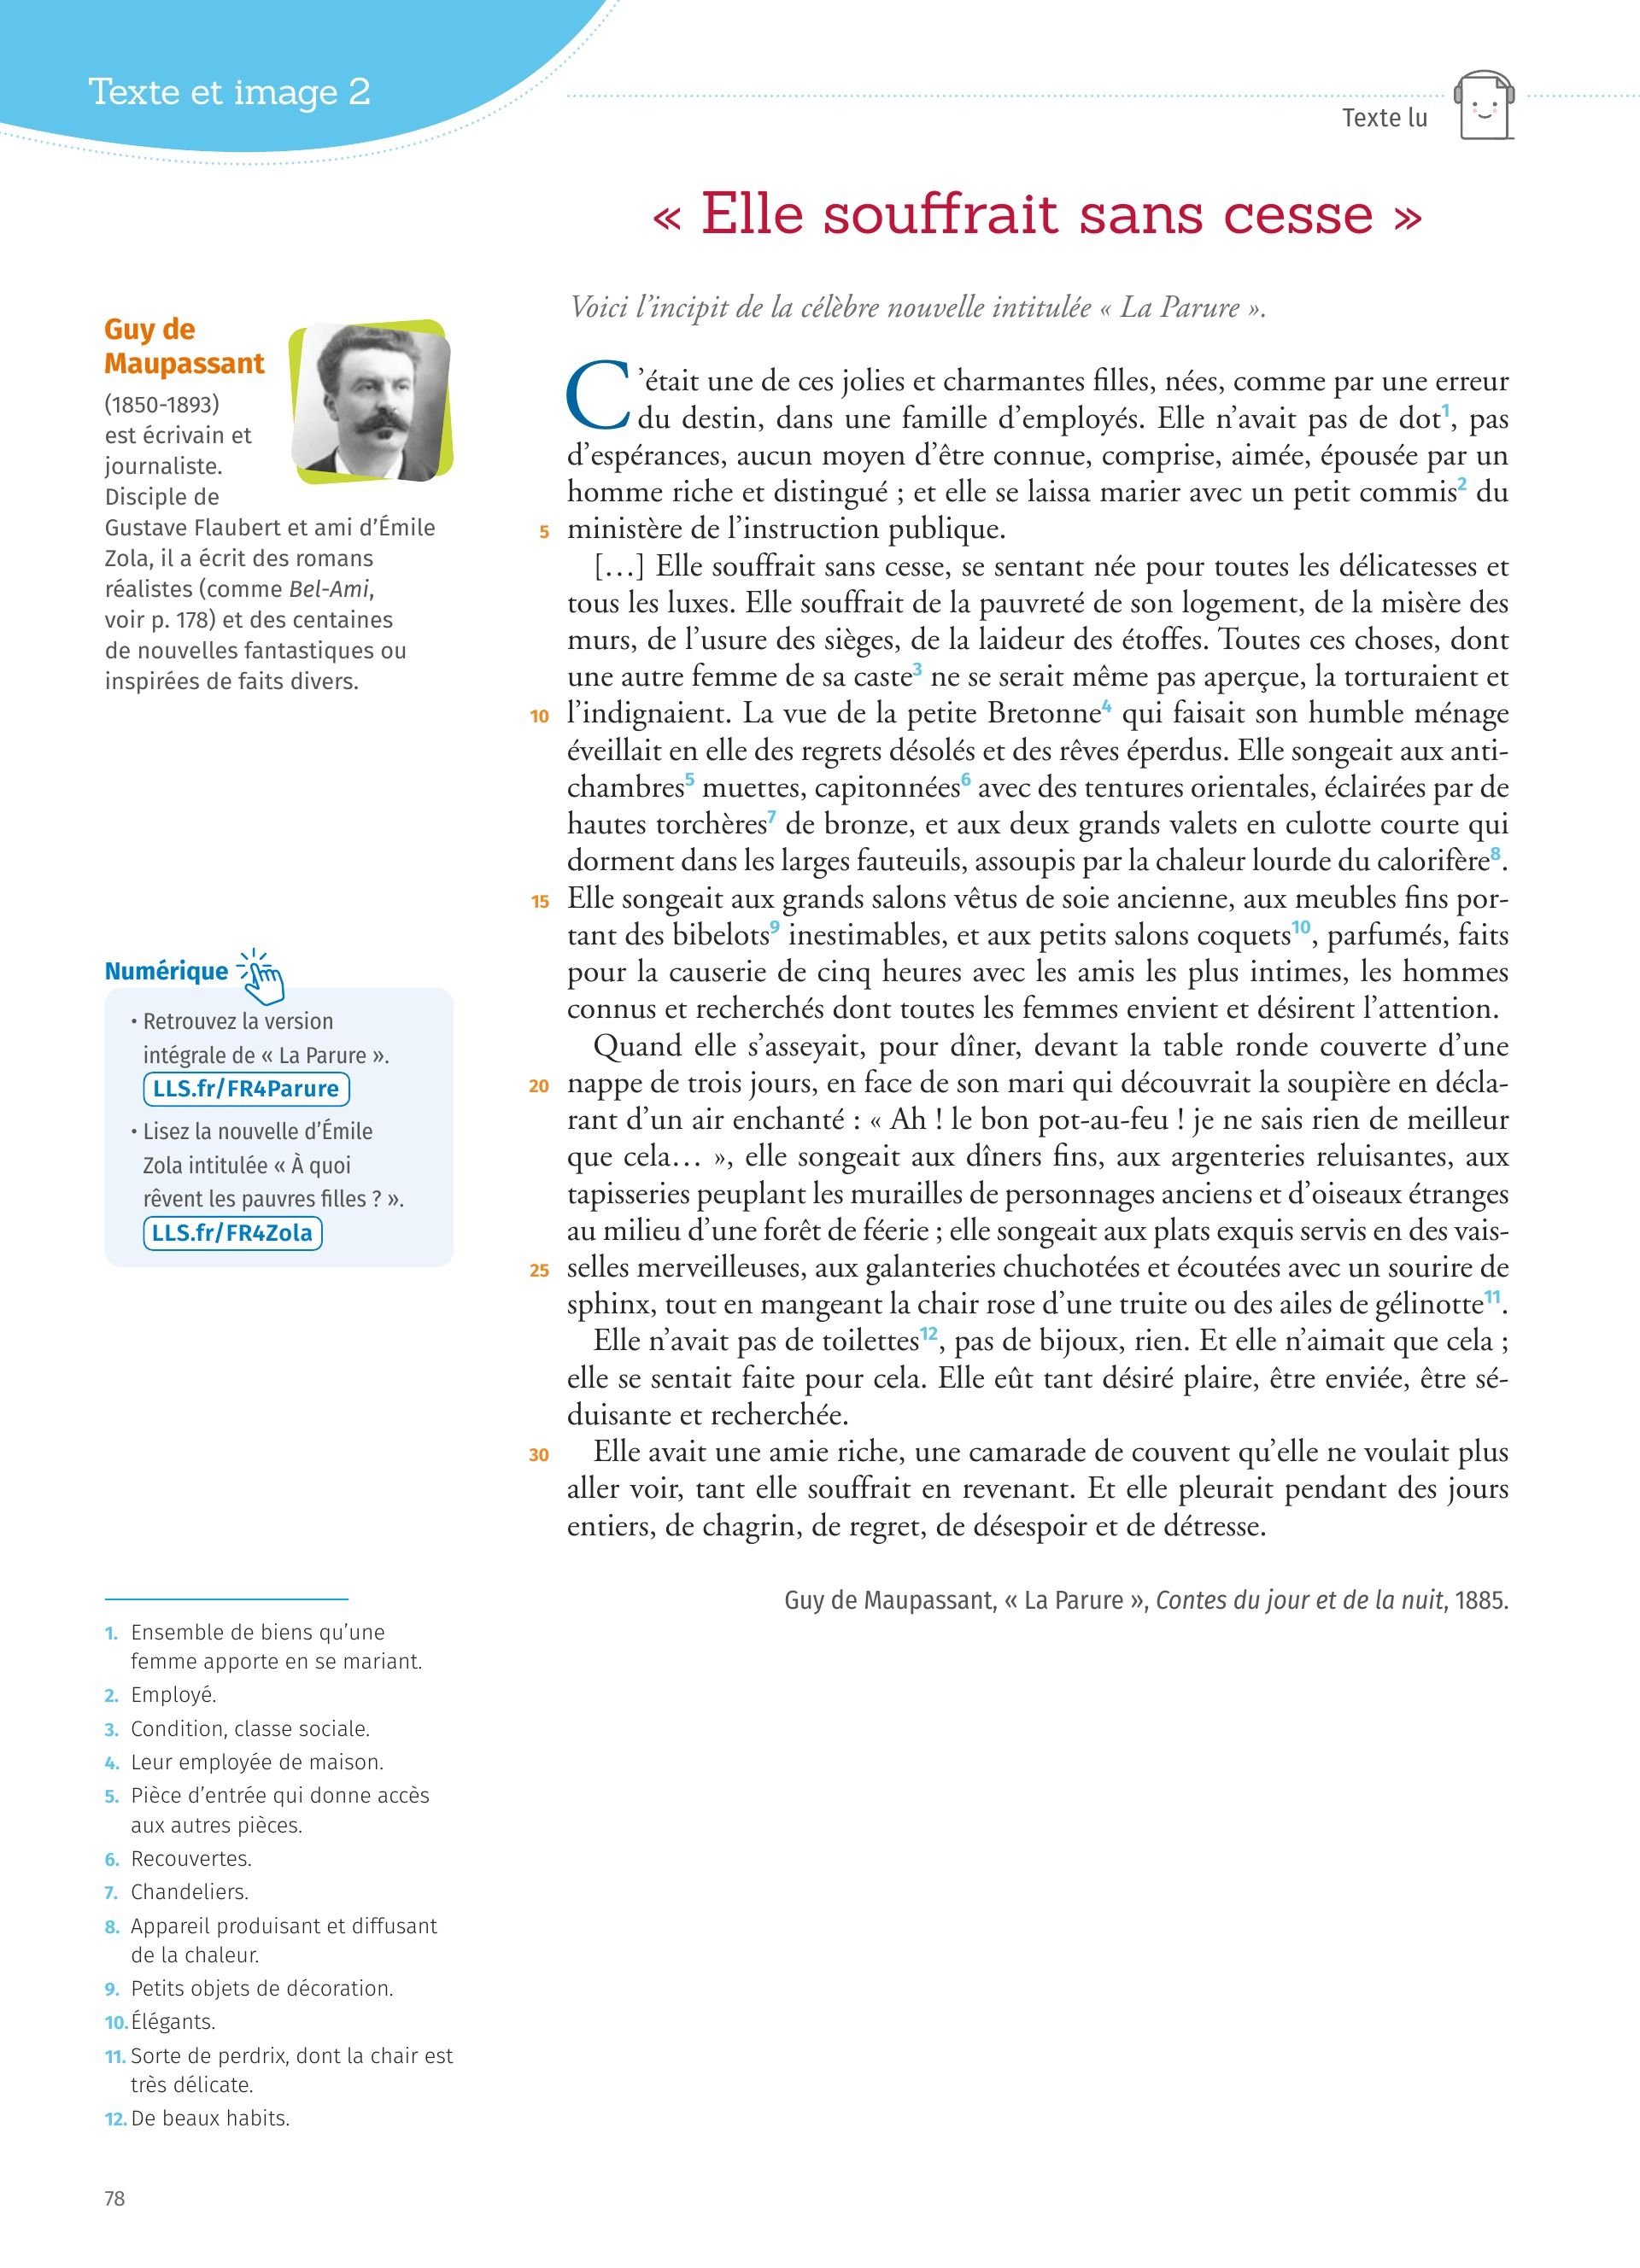 Texte et image 2
Texte lu
« Elle souffrait sans cesse »
Voici l'incipit de la célèbre nouvelle intitulée « La Parure ».
Guy de
Maupassant
(1850-1893)
est écrivain et
journaliste.
Disciple de
Gustave Flaubert et ami d'Émile
Zola, il a écrit des romans
réalistes (comme Bel-Ami,
voir p. 178) et des centaines
de nouvelles fantastiques ou
inspirées de faits divers.
Numérique
• Retrouvez la version
intégrale de « La Parure ».
LLS.fr/FR4Parure
• Lisez la nouvelle d'Émile
Zola intitulée « À quoi
rêvent les pauvres filles ? ».
LLS.fr/FR4Zola
C'était une de ces jolies et charmantes filles, nées, comme par une erreur
du destin, dans une famille d'employés. Elle n'avait pas de dot1, pas
d'espérances, aucun moyen d'être connue, comprise, aimée, épousée par un
homme riche et distingué ; et elle se laissa marier avec un petit commis2 du
5 ministère de l'instruction publique.
[…] Elle souffrait sans cesse, se sentant née pour toutes les délicatesses et
tous les luxes. Elle souffrait de la pauvreté de son logement, de la misère des
murs, de l'usure des sièges, de la laideur des étoffes. Toutes ces choses, dont
une autre femme de sa caste3 ne se serait même pas aperçue, la torturaient et
10 l'indignaient. La vue de la petite Bretonne4 qui faisait son humble ménage
éveillait en elle des regrets désolés et des rêves éperdus. Elle songeait aux anti-
chambres5 muettes, capitonnées6 avec des tentures orientales, éclairées par de
hautes torchères7 de bronze, et aux deux grands valets en culotte courte qui
dorment dans les larges fauteuils, assoupis par la chaleur lourde du calorifère8.
15 Elle songeait aux grands salons vêtus de soie ancienne, aux meubles fins por-
tant des bibelots9 inestimables, et aux petits salons coquets10, parfumés, faits
pour la causerie de cinq heures avec les amis les plus intimes, les hommes
connus et recherchés dont toutes les femmes envient et désirent l'attention.
Quand elle s'asseyait, pour dîner, devant la table ronde couverte d'une
20 nappe de trois jours, en face de son mari qui découvrait la soupière en décla-
rant d'un air enchanté : « Ah ! le bon pot-au-feu ! je ne sais rien de meilleur
que cela… », elle songeait aux dîners fins, aux argenteries reluisantes, aux
tapisseries peuplant les murailles de personnages anciens et d'oiseaux étranges
au milieu d'une forêt de féerie ; elle songeait aux plats exquis servis en des vais-
25 selles merveilleuses, aux galanteries chuchotées et écoutées avec un sourire de
sphinx, tout en mangeant la chair rose d'une truite ou des ailes de gélinotte11.
Elle n'avait pas de toilettes12, pas de bijoux, rien. Et elle n'aimait que cela ;
elle se sentait faite pour cela. Elle eût tant désiré plaire, être enviée, être sé-
duisante et recherchée.
30 Elle avait une amie riche, une camarade de couvent qu'elle ne voulait plus
aller voir, tant elle souffrait en revenant. Et elle pleurait pendant des jours
entiers, de chagrin, de regret, de désespoir et de détresse.
Guy de Maupassant, « La Parure », Contes du jour et de la nuit, 1885.
1. Ensemble de biens qu'une
femme apporte en se mariant.
2. Employé.
3. Condition, classe sociale.
4. Leur employée de maison.
5. Pièce d'entrée qui donne accès
aux autres pièces.
6. Recouvertes.
7. Chandeliers.
8. Appareil produisant et diffusant
de la chaleur.
9. Petits objets de décoration.
10. Élégants.
11. Sorte de perdrix, dont la chair est
très délicate.
12. De beaux habits.
78